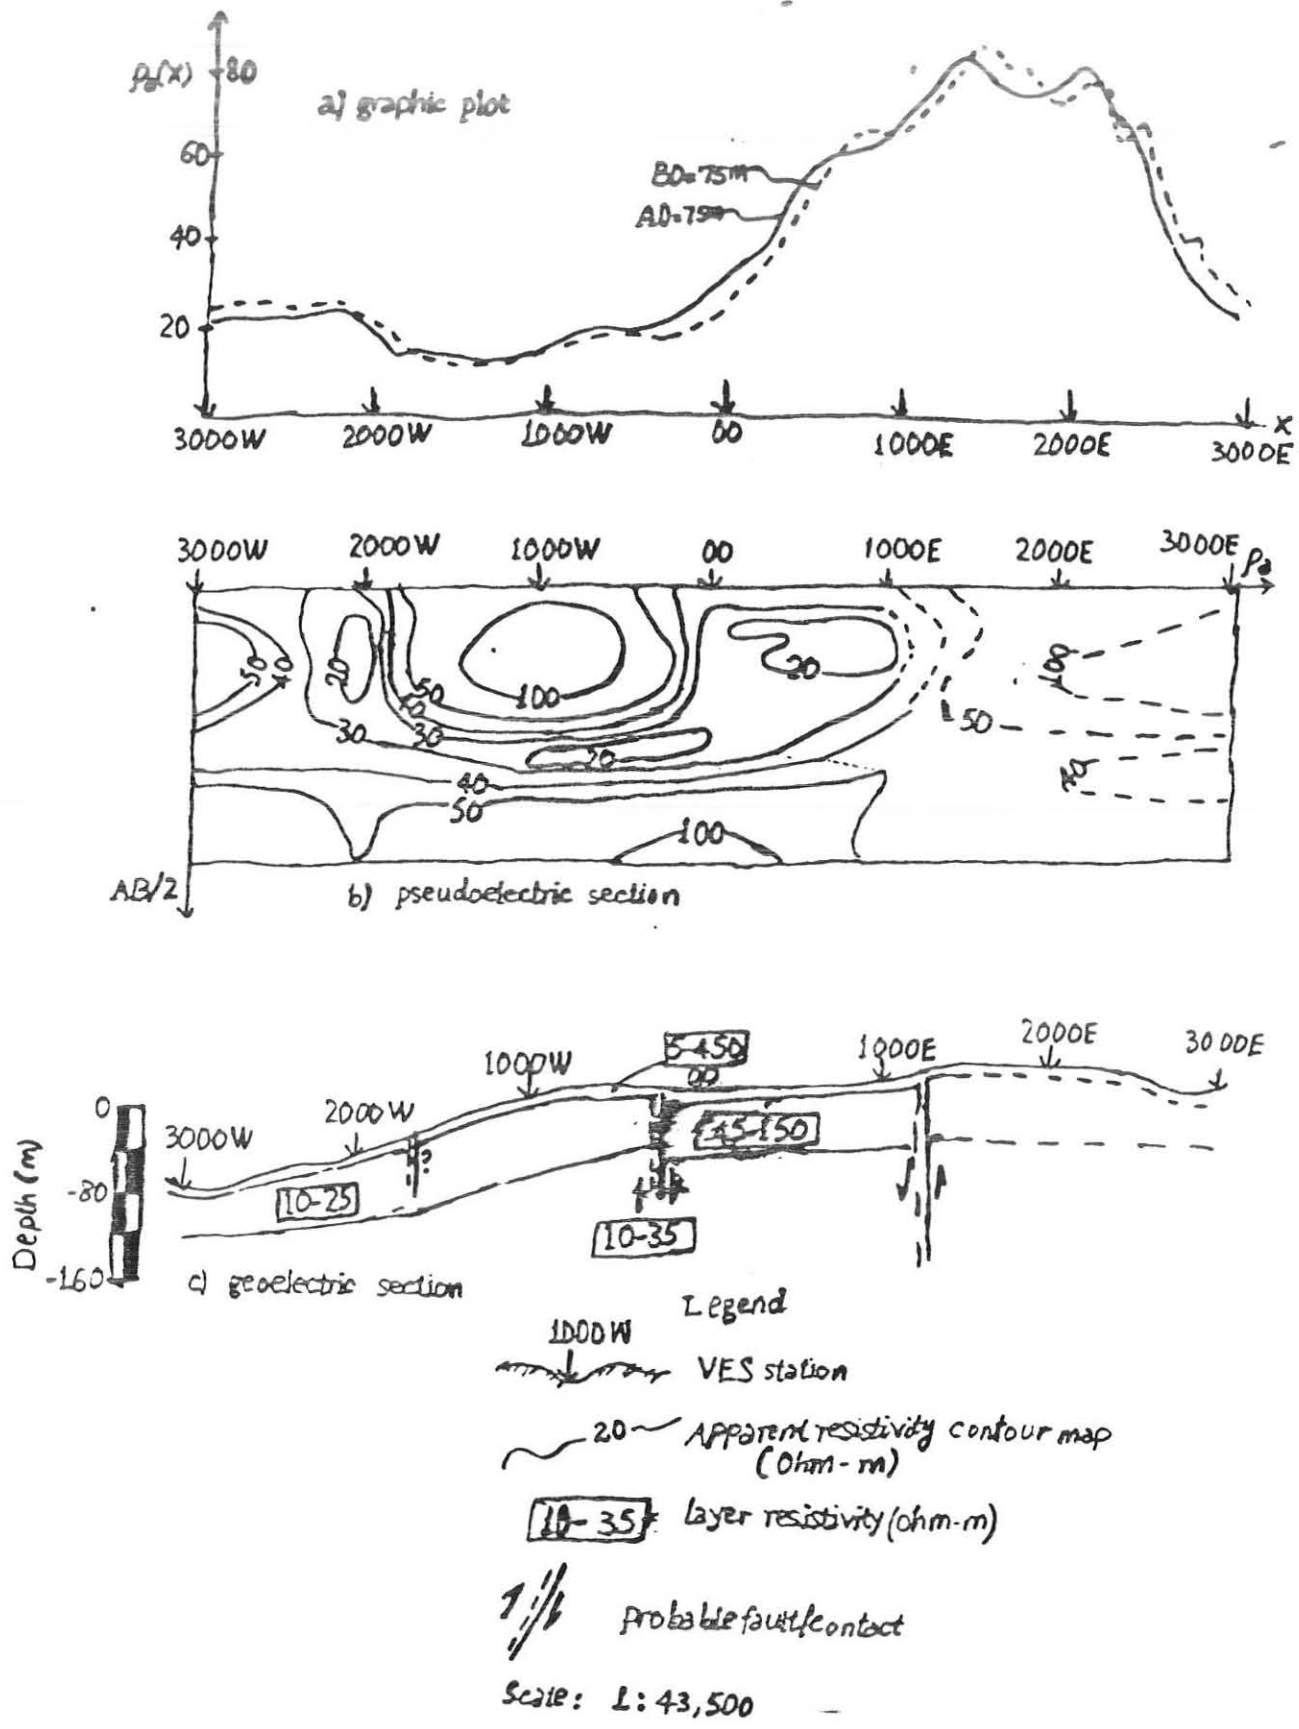 ρa(x)
80
a) graphic plot
60
BO=75m
AO=75m
40
20
3000W 2000W 1000W 00 1000E 2000E 3000E x
3000W 2000W 1000W 00 1000E 2000E 3000E ρa
50 40 20 50 100 20 100
40
30 30 50
20
40
50
100
AB/2
b) pseudoelectric section
5-450
1000W 00 1000E 2000E 3000E
0
2000W
3000W
45-150
?
Depth (m)
-80
10-25
10-35
-160
c) geoelectric section
Legend
1000W
VES station
20 Apparent resistivity contour map
(Ohm-m)
10-35 layer resistivity (ohm-m)
probable fault/contact
Scale: 1:43,500